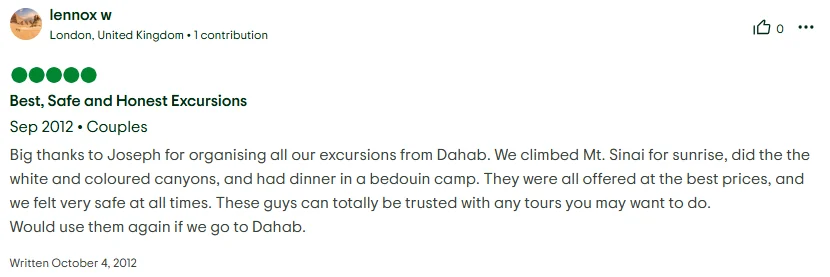 lennox w
London, United Kingdom • 1 contribution
0
Best, Safe and Honest Excursions
Sep 2012 • Couples
Big thanks to Joseph for organising all our excursions from Dahab. We climbed Mt. Sinai for sunrise, did the the
white and coloured canyons, and had dinner in a bedouin camp. They were all offered at the best prices, and
we felt very safe at all times. These guys can totally be trusted with any tours you may want to do.
Would use them again if we go to Dahab.
Written October 4, 2012